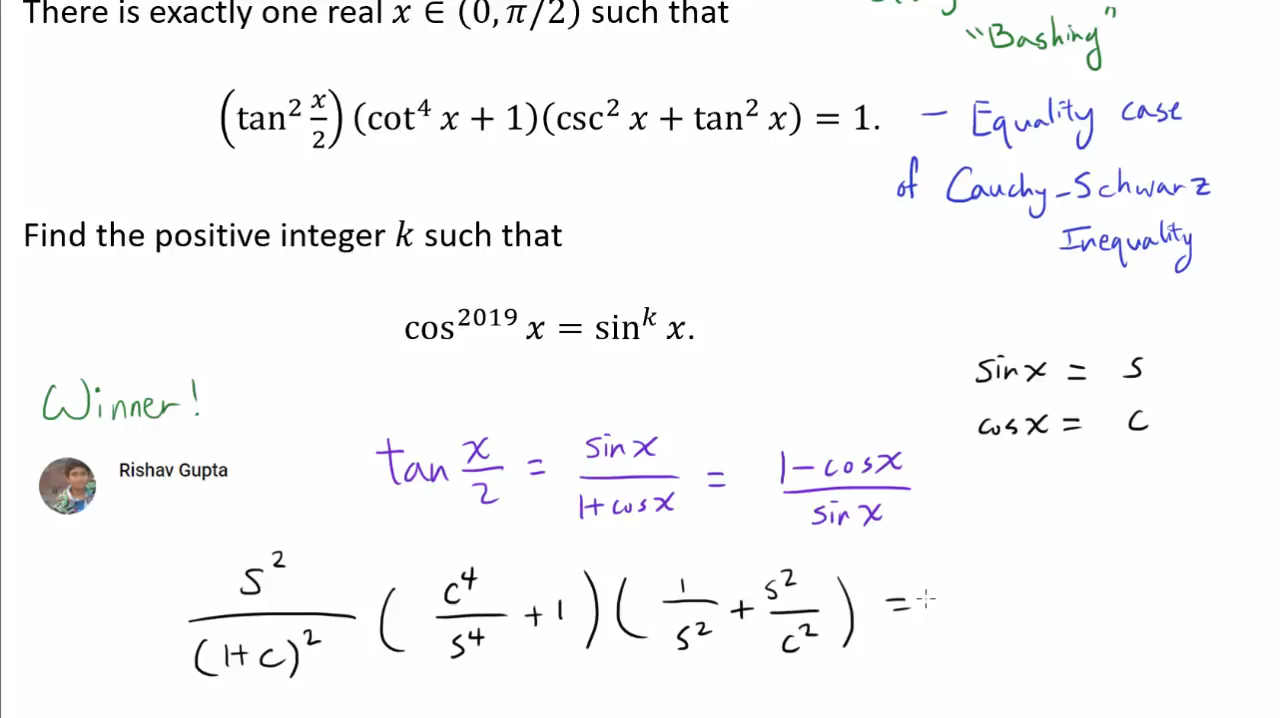 There is exactly one real x ∈ (0, π/2) such that
"Bashing"
(tan² x/2) (cot⁴ x + 1)(csc² x + tan² x) = 1.
– Equality case
of Cauchy-Schwarz
Inequality
Find the positive integer k such that
cos²⁰¹⁹ x = sinᵏ x.
sin x = s
cos x = c
Winner!
Rishav Gupta
tan x/2 = sin x / 1+cos x = 1-cos x / sin x
s² / (1+c)² ( c⁴/s⁴ + 1 ) ( 1/s² + s²/c² ) =